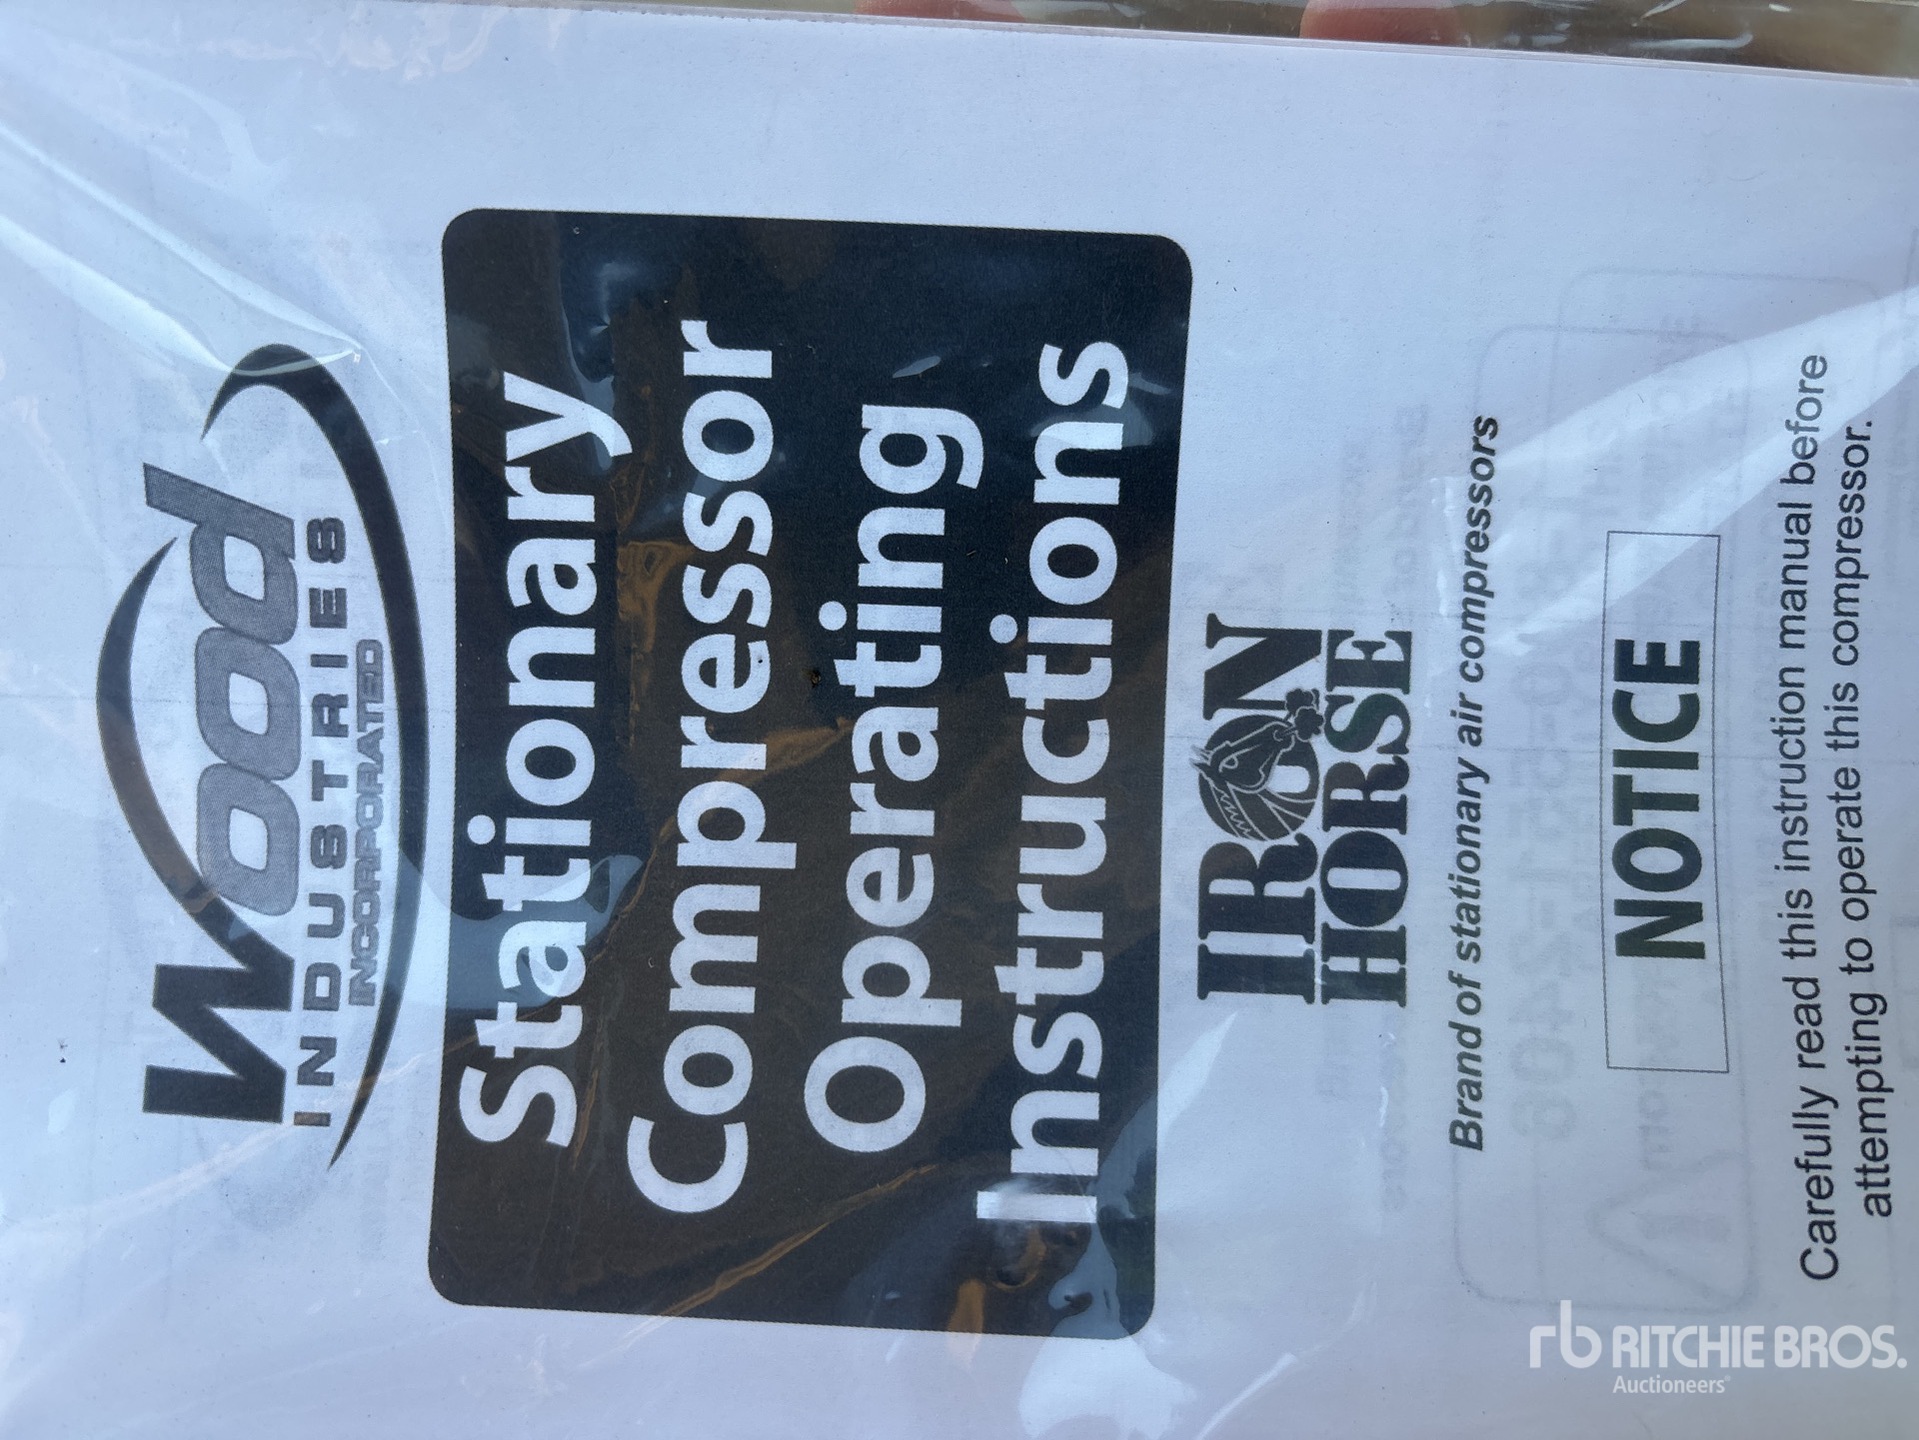 Wood
INDUSTRIES
INCORPORATED
Stationary
Compressor
Operating
Instructions
IRON
HORSE
Brand of stationary air compressors
NOTICE
Carefully read this instruction manual before
attempting to operate this compressor.
rb RITCHIE BROS.
Auctioneers